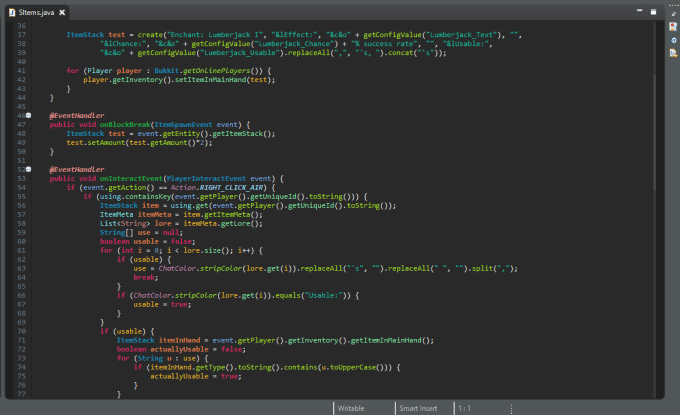 SItems.java
36
37 ItemStack test = create("Enchant: Lumberjack I", "&lEffect:", "&c&o" + getConfigValue("Lumberjack_Text"), "",
38 "&lChance:", "&c&o" + getConfigValue("Lumberjack_Chance") + "% success rate", "", "&lUsable:",
39 "&c&o" + getConfigValue("Lumberjack_Usable").replaceAll(",", "'s, ").concat("'s"));
40
41 for (Player player : Bukkit.getOnlinePlayers()) {
42 player.getInventory().setItemInMainHand(test);
43 }
44 }
45
46 @EventHandler
47 public void onBlockBreak(ItemSpawnEvent event) {
48 ItemStack test = event.getEntity().getItemStack();
49 test.setAmount(test.getAmount()*2);
50 }
51
52 @EventHandler
53 public void onInteractEvent(PlayerInteractEvent event) {
54 if (event.getAction() == Action.RIGHT_CLICK_AIR) {
55 if (using.containsKey(event.getPlayer().getUniqueId().toString())) {
56 ItemStack item = using.get(event.getPlayer().getUniqueId().toString());
57 ItemMeta itemMeta = item.getItemMeta();
58 List<String> lore = itemMeta.getLore();
59 String[] use = null;
60 boolean usable = false;
61 for (int i = 0; i < lore.size(); i++) {
62 if (usable) {
63 use = ChatColor.stripColor(lore.get(i)).replaceAll("'s", "").replaceAll(" ", "").split(",");
64 break;
65 }
66 if (ChatColor.stripColor(lore.get(i)).equals("Usable:")) {
67 usable = true;
68 }
69 }
70 if (usable) {
71 ItemStack itemInHand = event.getPlayer().getInventory().getItemInMainHand();
72 boolean actuallyUsable = false;
73 for (String u : use) {
74 if (itemInHand.getType().toString().contains(u.toUpperCase())) {
75 actuallyUsable = true;
76 }
77 }
Writable Smart Insert 1 : 1